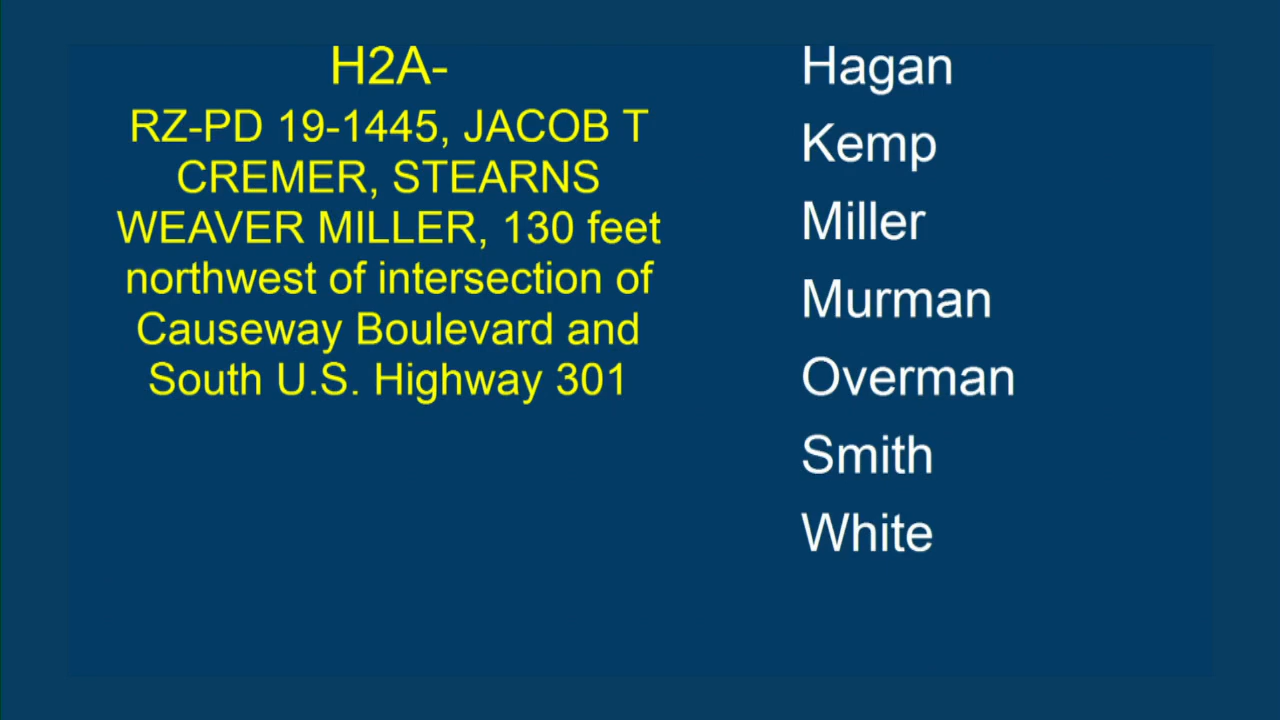 H2A-
RZ-PD 19-1445, JACOB T
CREMER, STEARNS
WEAVER MILLER, 130 feet
northwest of intersection of
Causeway Boulevard and
South U.S. Highway 301
Hagan
Kemp
Miller
Murman
Overman
Smith
White